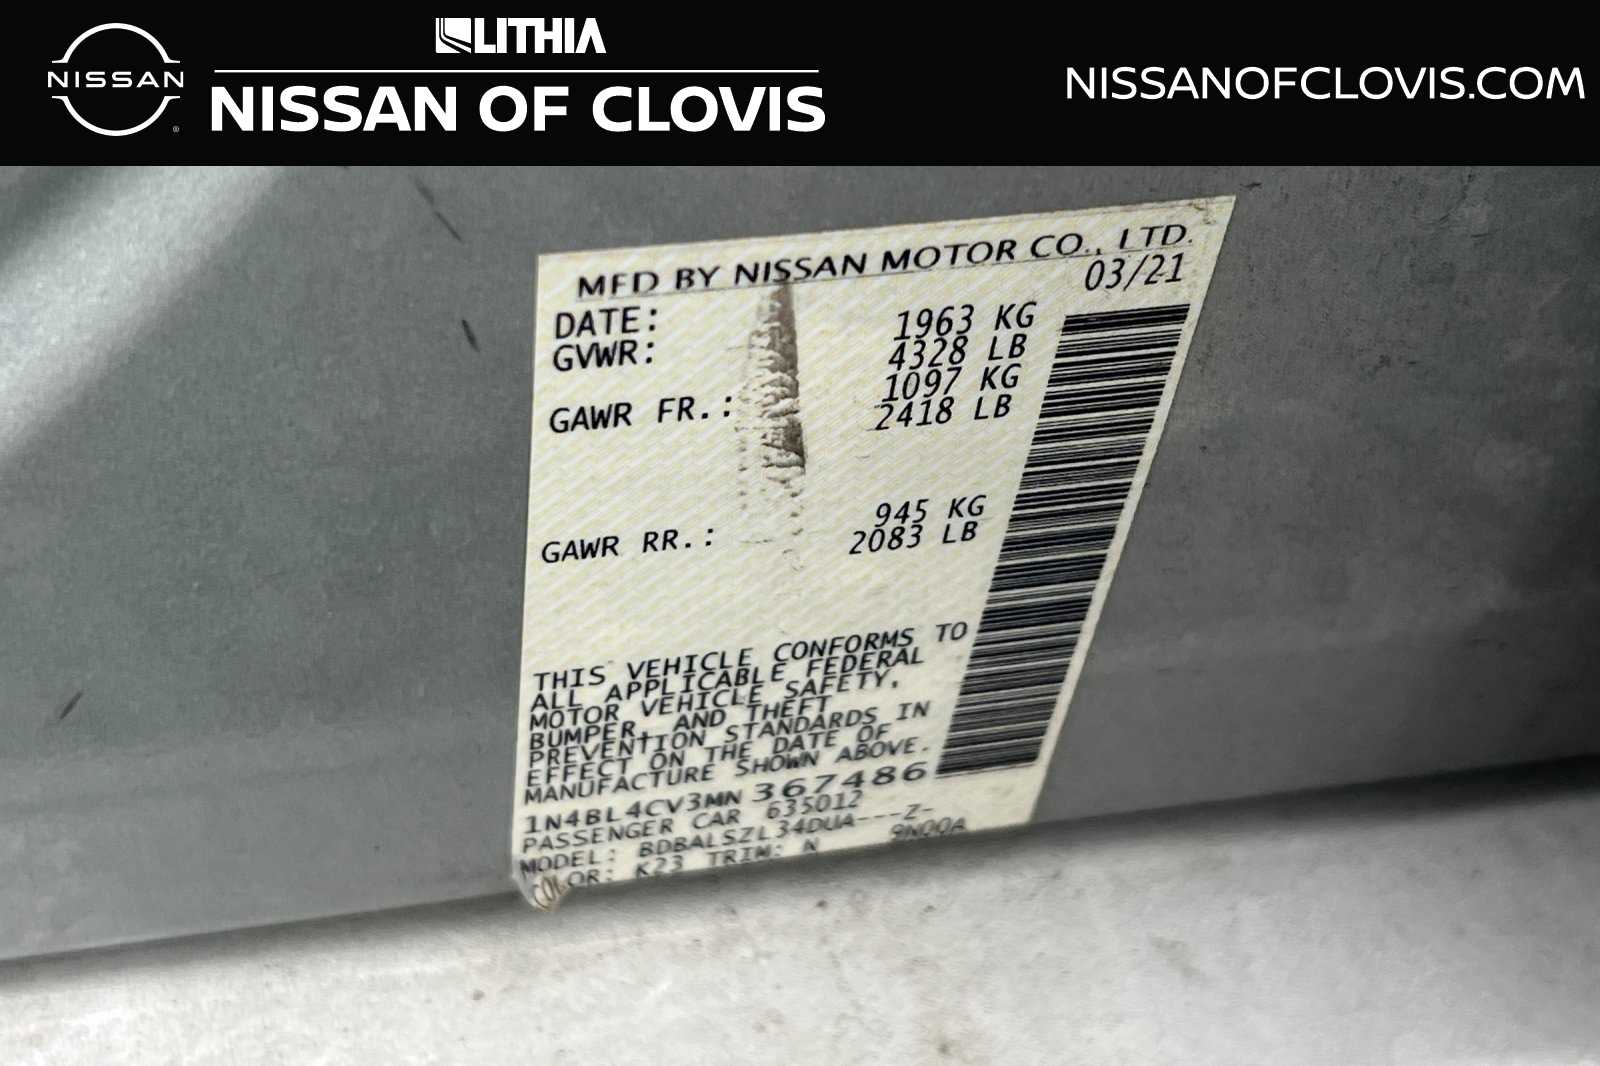 NISSAN
LITHIA
NISSAN OF CLOVIS
NISSANOFCLOVIS.COM
MFD BY NISSAN MOTOR CO., LTD.
DATE: 03/21
GVWR: 1963 KG
4328 LB
GAWR FR.: 1097 KG
2418 LB
GAWR RR.: 945 KG
2083 LB
THIS VEHICLE CONFORMS TO
ALL APPLICABLE FEDERAL
MOTOR VEHICLE SAFETY,
BUMPER, AND THEFT
PREVENTION STANDARDS IN
EFFECT ON THE DATE OF
MANUFACTURE SHOWN ABOVE.
1N4BL4CV3MN 367486
PASSENGER CAR 635012
MODEL: BDBALSZL34DUA---Z-
COLOR: K23 TRIM: N 9N00A